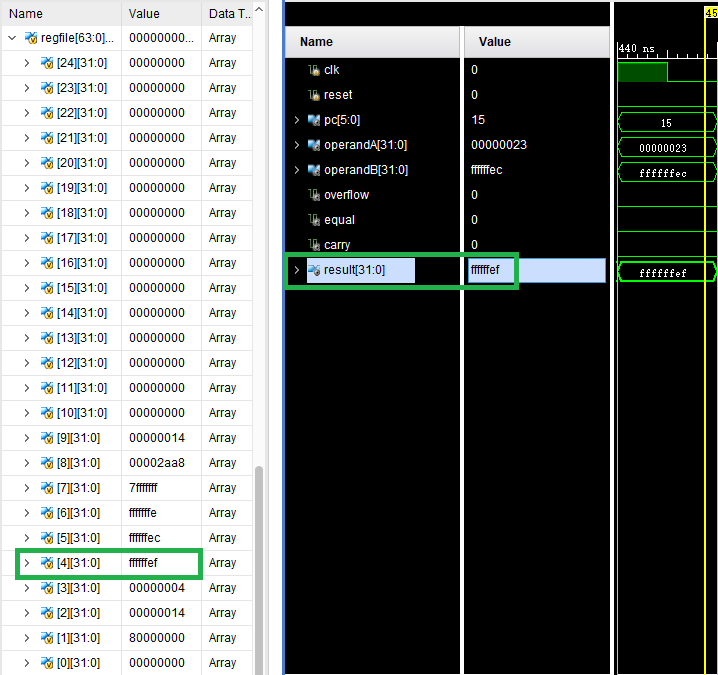 Name Value Data T...
regfile[63:0]... 00000000... Array
[24][31:0] 00000000 Array
[23][31:0] 00000000 Array
[22][31:0] 00000000 Array
[21][31:0] 00000000 Array
[20][31:0] 00000000 Array
[19][31:0] 00000000 Array
[18][31:0] 00000000 Array
[17][31:0] 00000000 Array
[16][31:0] 00000000 Array
[15][31:0] 00000000 Array
[14][31:0] 00000000 Array
[13][31:0] 00000000 Array
[12][31:0] 00000000 Array
[11][31:0] 00000000 Array
[10][31:0] 00000000 Array
[9][31:0] 00000014 Array
[8][31:0] 00002aa8 Array
[7][31:0] 7fffffff Array
[6][31:0] fffffffe Array
[5][31:0] ffffffec Array
[4][31:0] ffffffef Array
[3][31:0] 00000004 Array
[2][31:0] 00000014 Array
[1][31:0] 80000000 Array
[0][31:0] 00000000 Array
Name Value
clk 0
reset 0
pc[5:0] 15
operandA[31:0] 00000023
operandB[31:0] ffffffec
overflow 0
equal 0
carry 0
result[31:0] ffffffef
45
440 ns
15
00000023
ffffffec
ffffffef